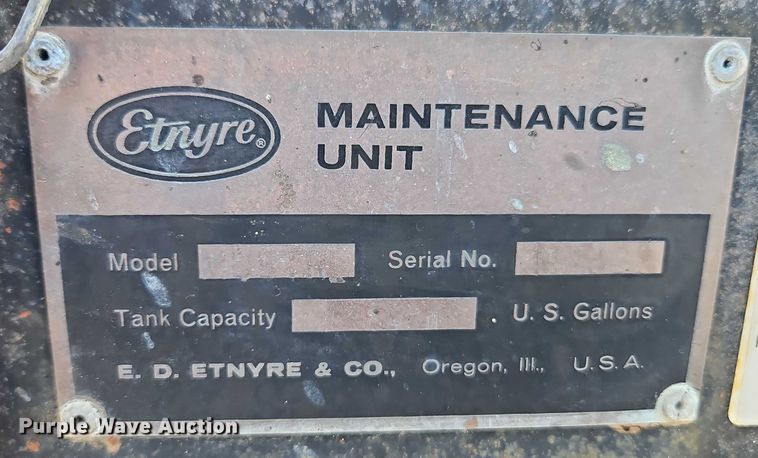 Etnyre®
MAINTENANCE
UNIT
Model
Serial No.
Tank Capacity
U. S. Gallons
E. D. ETNYRE & CO., Oregon, Ill., U.S.A.
Purple Wave Auction